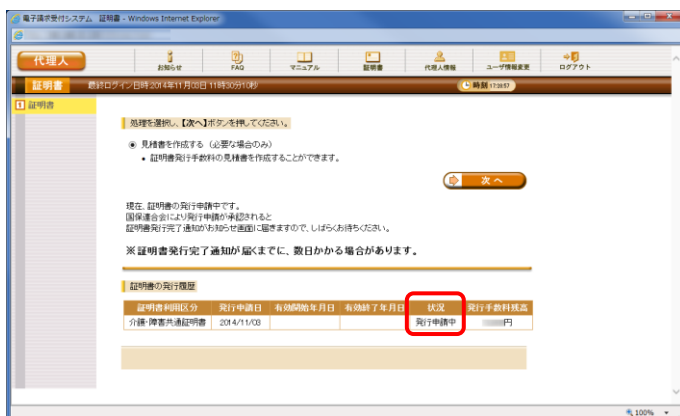 電子請求受付システム 証明書 - Windows Internet Explorer
代理人
お知らせ FAQ マニュアル 証明書 代理人情報 ユーザ情報変更 ログアウト
証明書 最終ログイン日時:2014年11月03日 11時30分10秒 時刻 17:28:57
証明書
処理を選択し、【次へ】ボタンを押してください。
見積書を作成する (必要な場合のみ)
・証明書発行手数料の見積書を作成することができます。
次へ
現在、証明書の発行申請中です。
国保連合会により発行申請が承認されると
証明書発行完了通知がお知らせ画面に届きますので、しばらくお待ちください。
※証明書発行完了通知が届くまでに、数日かかる場合があります。
証明書の発行履歴
証明書利用区分 発行申請日 有効開始年月日 有効終了年月日 状況 発行手数料残高
介護・障害共通証明書 2014/11/03 発行申請中 円
100%